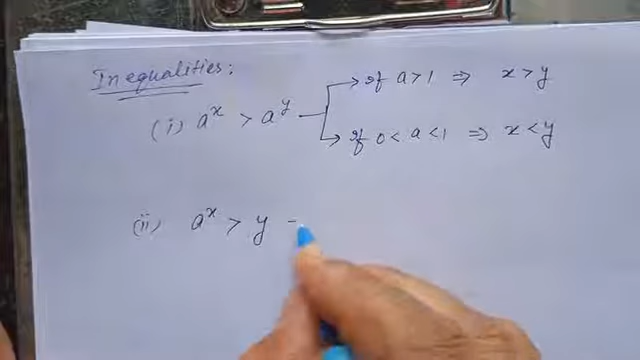 Inequalities:
(i) a^x > a^y → if a > 1 ⇒ x > y
→ if 0 < a < 1 ⇒ x < y
(ii) a^x > y -